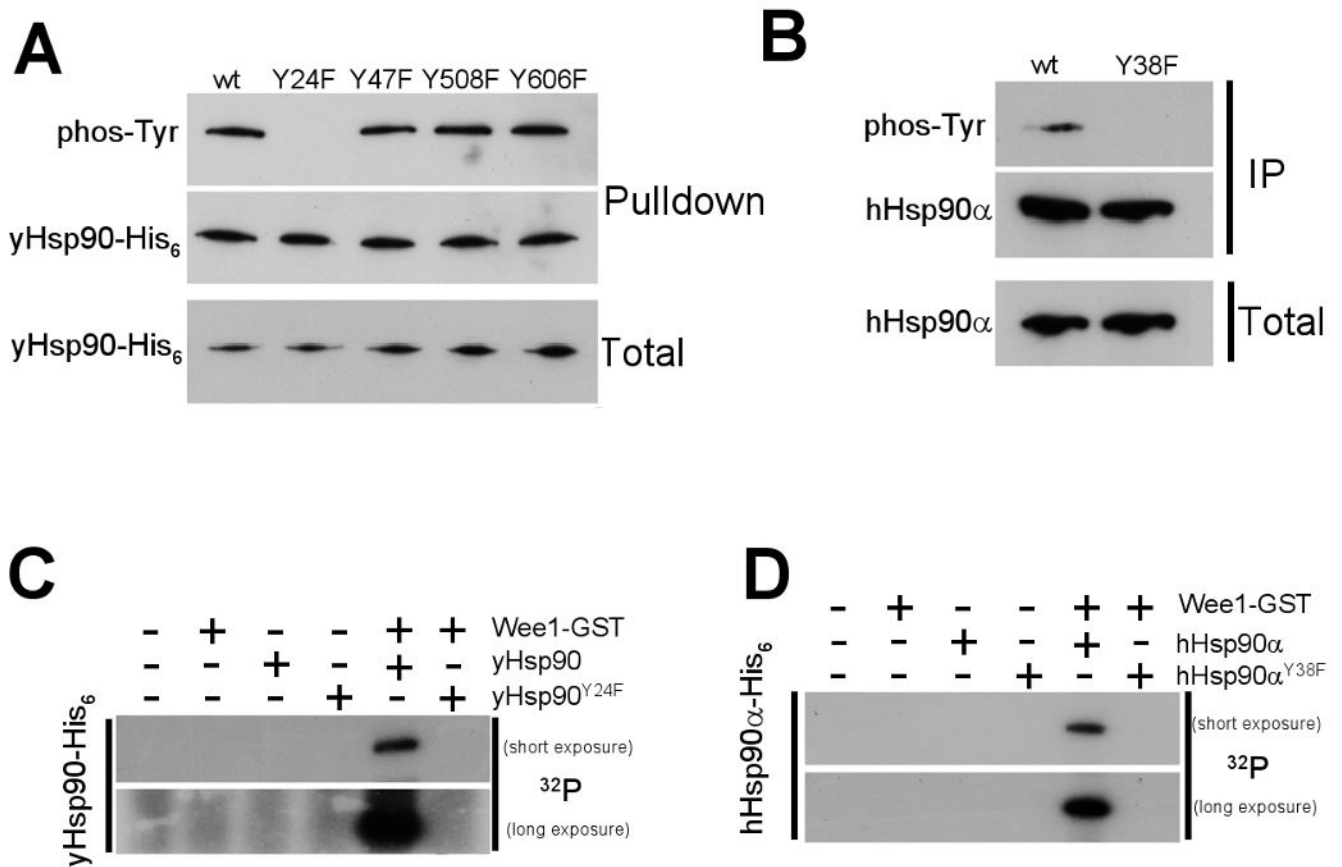 A
wt Y24F Y47F Y508F Y606F
phos-Tyr
yHsp90-His6
Pulldown
yHsp90-His6
Total
B
wt Y38F
phos-Tyr
hHsp90α
IP
hHsp90α
Total
C
- + - - + + Wee1-GST
- - + - + - yHsp90
- - - + - + yHsp90Y24F
yHsp90-His6
(short exposure)
32P
(long exposure)
D
- + - - + + Wee1-GST
- - + - + - hHsp90α
- - - + - + hHsp90αY38F
hHsp90α-His6
(short exposure)
32P
(long exposure)